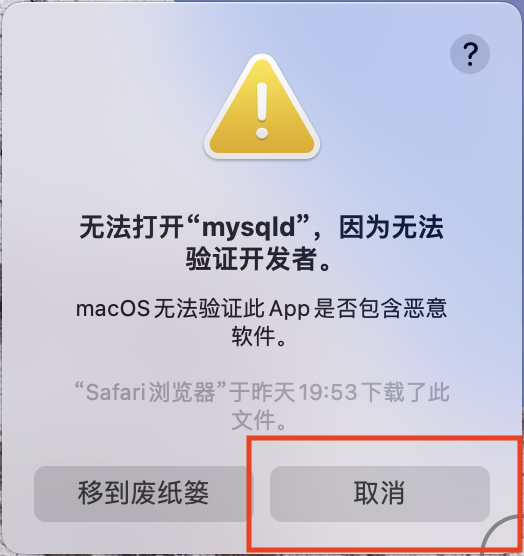 ?
无法打开“mysqld”，因为无法
验证开发者。
macOS 无法验证此 App 是否包含恶意
软件。
“Safari浏览器”于昨天19:53下载了此
文件。
移到废纸篓
取消